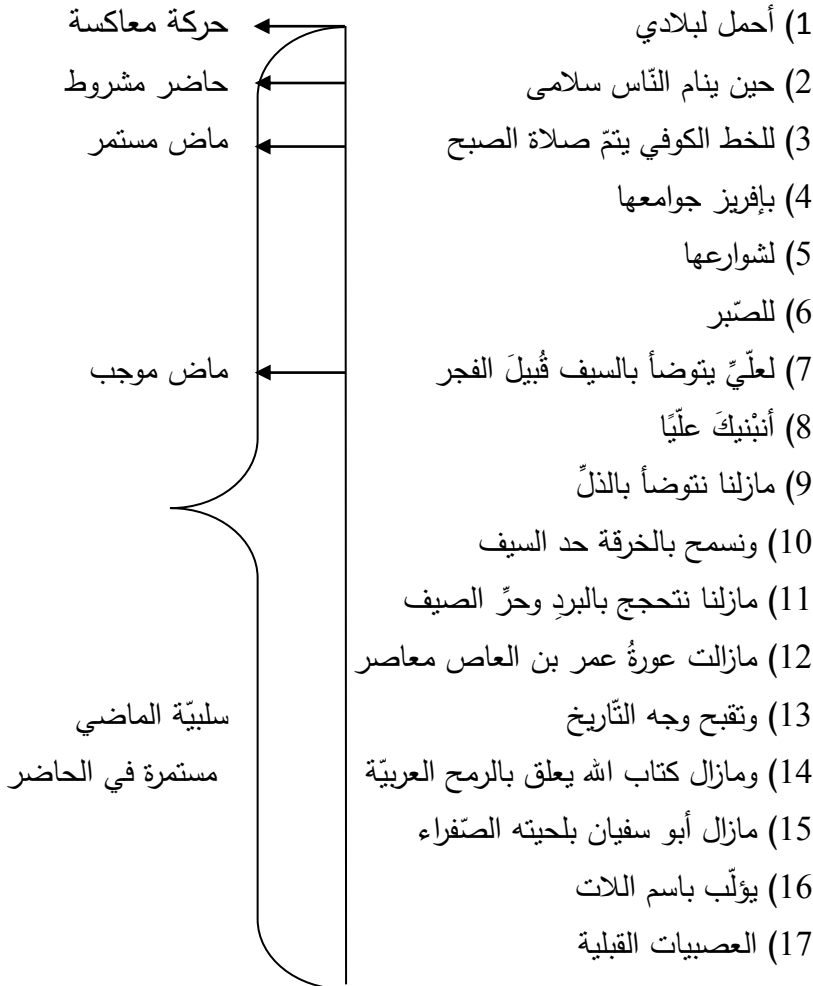 1) أحمل لبلادي حركة معاكسة
2) حين ينام النّاس سلامى حاضر مشروط
3) للخط الكوفي يتمّ صلاة الصبح ماض مستمر
4) بإفريز جوامعها
5) لشوارعها
6) للصّبر
7) لعلّيِّ يتوضأ بالسيف قُبيلَ الفجر ماض موجب
8) أنبْنيكَ علّيًا
9) مازلنا نتوضأ بالذلِّ
10) ونسمح بالخرقة حد السيف
11) مازلنا نتحجج بالبردِ وحرِّ الصيف
12) مازالت عورةُ عمر بن العاص معاصر
13) وتقبح وجه التّاريخ سلبيّة الماضي
14) ومازال كتاب الله يعلق بالرمح العربيّة مستمرة في الحاضر
15) مازال أبو سفيان بلحيته الصّفراء
16) يؤلّب باسم اللات
17) العصبيات القبلية